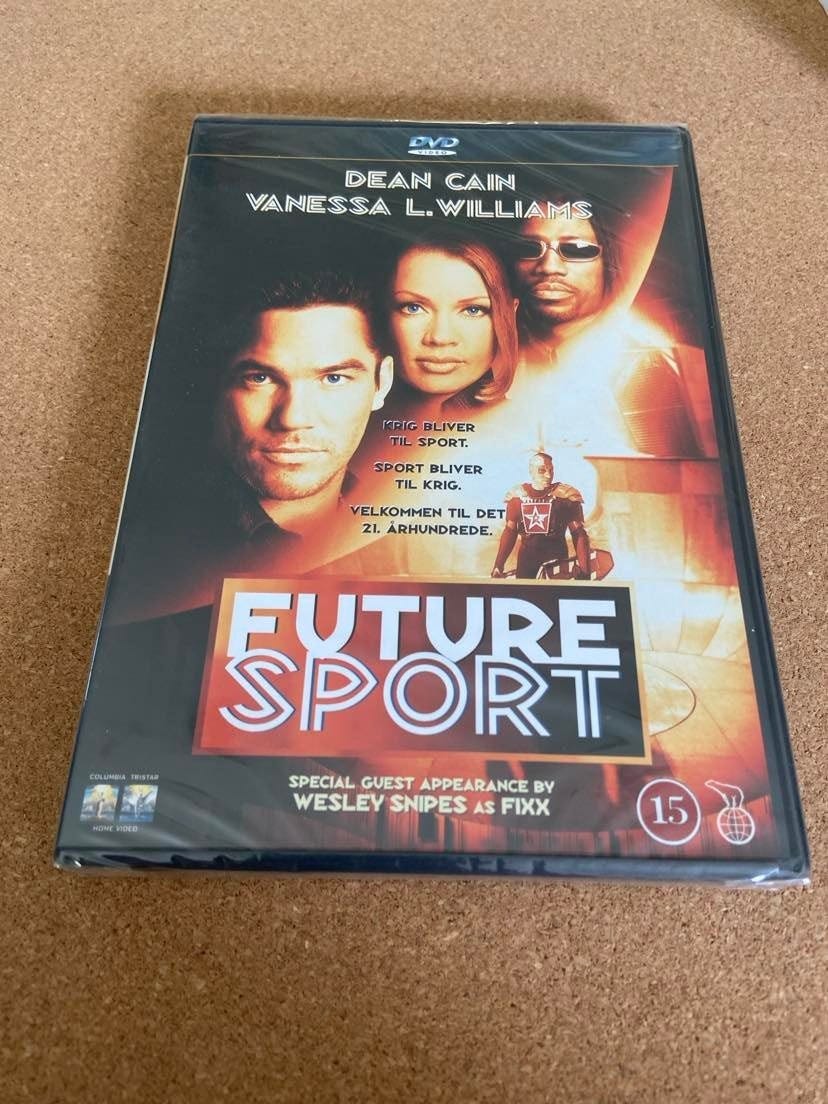 DVD
VIDEO
DEAN CAIN
VANESSA L. WILLIAMS
KRIG BLIVER
TIL SPORT.
SPORT BLIVER
TIL KRIG.
VELKOMMEN TIL DET
21. ÅRHUNDREDE.
FUTURE
SPORT
SPECIAL GUEST APPEARANCE BY
WESLEY SNIPES AS FIXX
COLUMBIA TRISTAR
HOME VIDEO
15